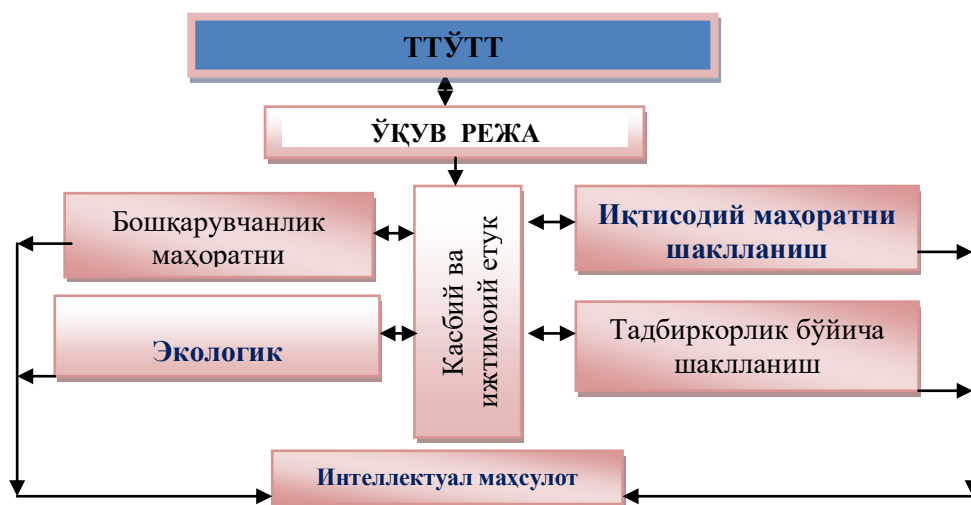 ТТЎТТ
ЎҚУВ РЕЖА
Бошқарувчанлик
маҳоратни
Экологик
Касбий ва
ижтимоий етук
Иқтисодий маҳоратни
шаклланиш
Тадбиркорлик бўйича
шаклланиш
Интеллектуал маҳсулот